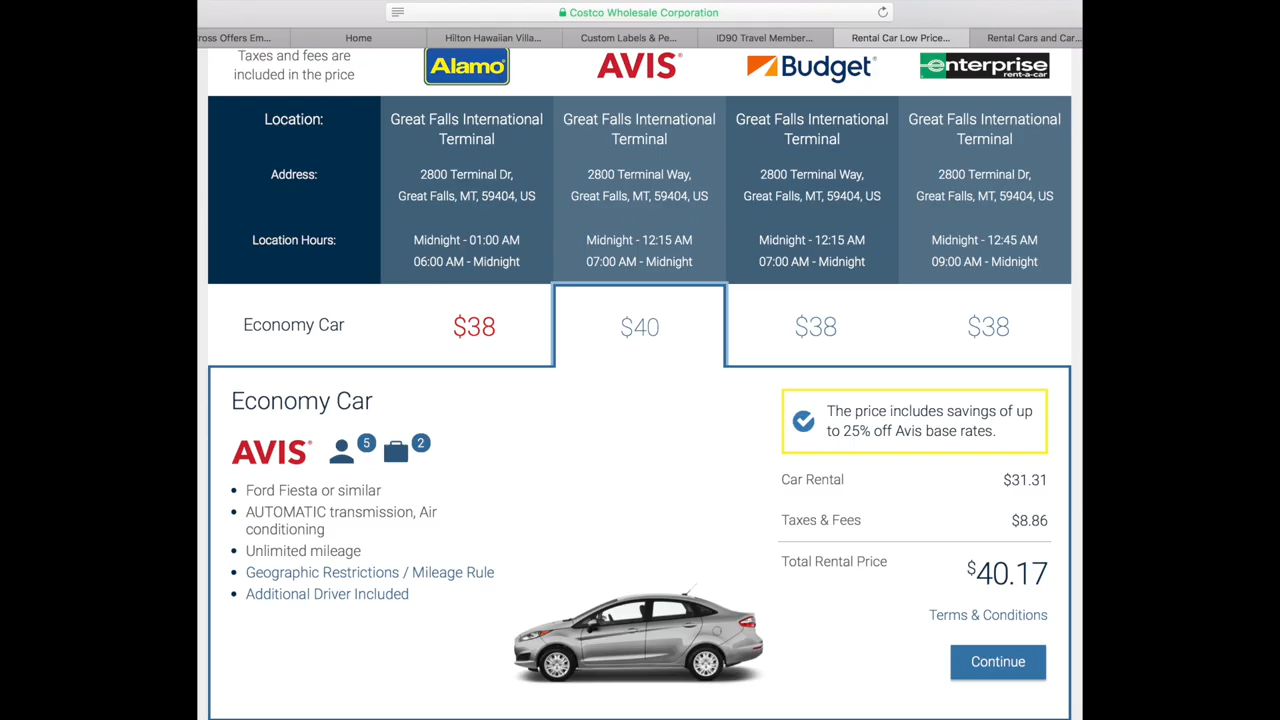 Costco Wholesale Corporation
ross Offers Em...
Home
Hilton Hawaiian Villa...
Custom Labels & Pe...
ID90 Travel Member...
Rental Car Low Price...
Rental Cars and Car...
Taxes and fees are
included in the price
Alamo
AVIS
Budget
enterprise
rent-a-car
Location:
Great Falls International
Terminal
Great Falls International
Terminal
Great Falls International
Terminal
Great Falls International
Terminal
Address:
2800 Terminal Dr,
Great Falls, MT, 59404, US
2800 Terminal Way,
Great Falls, MT, 59404, US
2800 Terminal Way,
Great Falls, MT, 59404, US
2800 Terminal Dr,
Great Falls, MT, 59404, US
Location Hours:
Midnight - 01:00 AM
06:00 AM - Midnight
Midnight - 12:15 AM
07:00 AM - Midnight
Midnight - 12:15 AM
07:00 AM - Midnight
Midnight - 12:45 AM
09:00 AM - Midnight
Economy Car
$38
$40
$38
$38
Economy Car
AVIS
5
2
Ford Fiesta or similar
AUTOMATIC transmission, Air
conditioning
Unlimited mileage
Geographic Restrictions / Mileage Rule
Additional Driver Included
The price includes savings of up
to 25% off Avis base rates.
Car Rental
$31.31
Taxes & Fees
$8.86
Total Rental Price
$40.17
Terms & Conditions
Continue